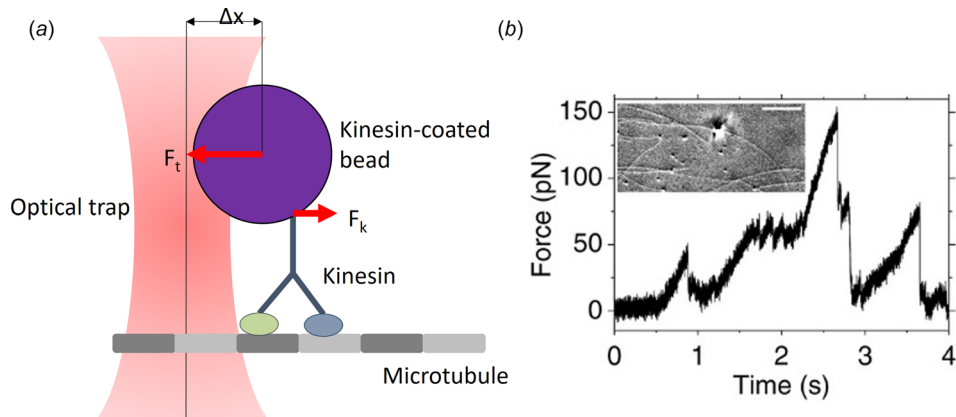 (a)
Δx
Kinesin-coated
bead
Ft
Optical trap
Fk
Kinesin
Microtubule
(b)
150
100
50
0
Force (pN)
0 1 2 3 4
Time (s)